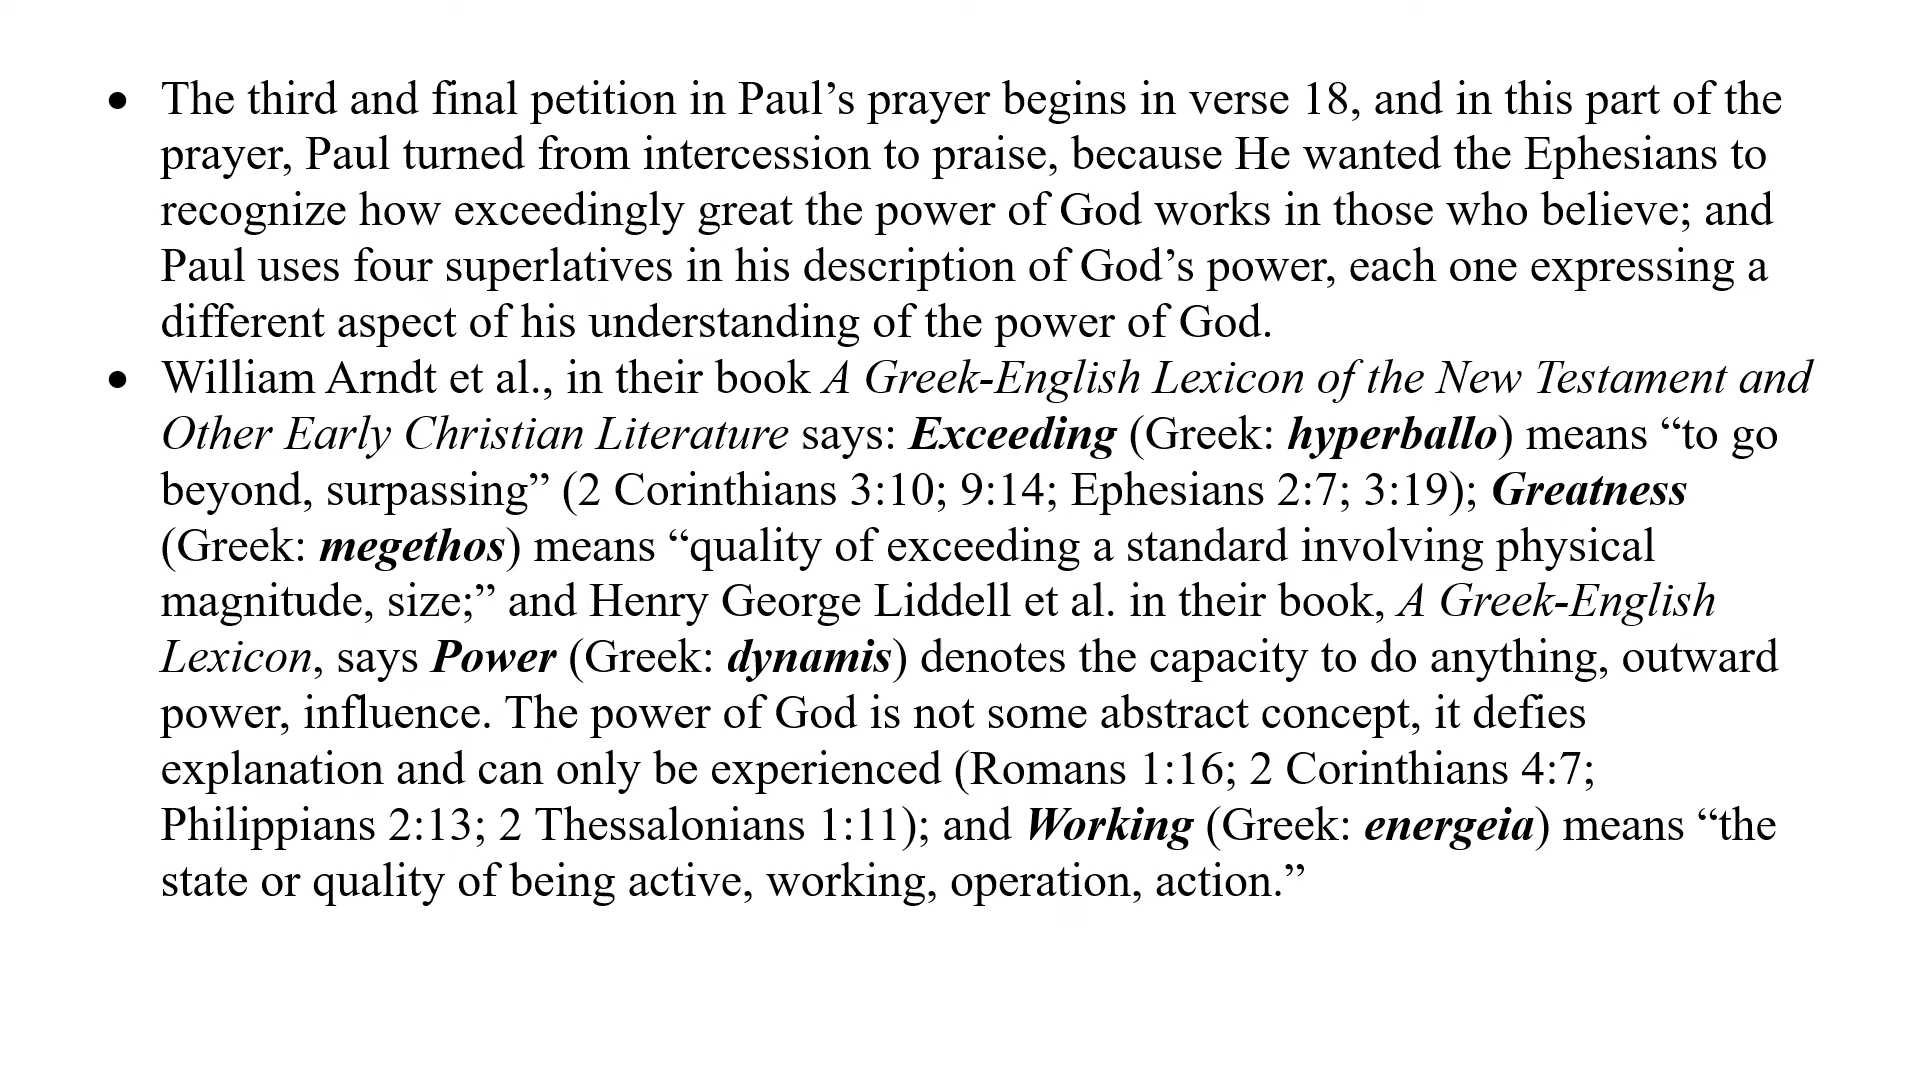 • The third and final petition in Paul’s prayer begins in verse 18, and in this part of the
prayer, Paul turned from intercession to praise, because He wanted the Ephesians to
recognize how exceedingly great the power of God works in those who believe; and
Paul uses four superlatives in his description of God’s power, each one expressing a
different aspect of his understanding of the power of God.
• William Arndt et al., in their book A Greek-English Lexicon of the New Testament and
Other Early Christian Literature says: Exceeding (Greek: hyperballo) means “to go
beyond, surpassing” (2 Corinthians 3:10; 9:14; Ephesians 2:7; 3:19); Greatness
(Greek: megethos) means “quality of exceeding a standard involving physical
magnitude, size;” and Henry George Liddell et al. in their book, A Greek-English
Lexicon, says Power (Greek: dynamis) denotes the capacity to do anything, outward
power, influence. The power of God is not some abstract concept, it defies
explanation and can only be experienced (Romans 1:16; 2 Corinthians 4:7;
Philippians 2:13; 2 Thessalonians 1:11); and Working (Greek: energeia) means “the
state or quality of being active, working, operation, action.”